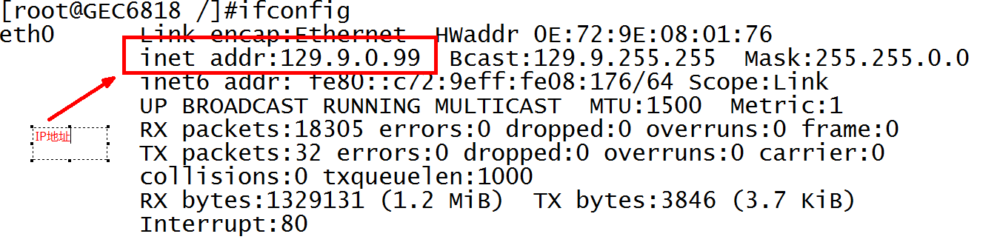 [root@GEC6818 /]#ifconfig
eth0 Link encap:Ethernet HWaddr 0E:72:9E:08:01:76
inet addr:129.9.0.99 Bcast:129.9.255.255 Mask:255.255.0.0
inet6 addr: fe80::c72:9eff:fe08:176/64 Scope:Link
UP BROADCAST RUNNING MULTICAST MTU:1500 Metric:1
IP地址
RX packets:18305 errors:0 dropped:0 overruns:0 frame:0
TX packets:32 errors:0 dropped:0 overruns:0 carrier:0
collisions:0 txqueuelen:1000
RX bytes:1329131 (1.2 MiB) TX bytes:3846 (3.7 KiB)
Interrupt:80